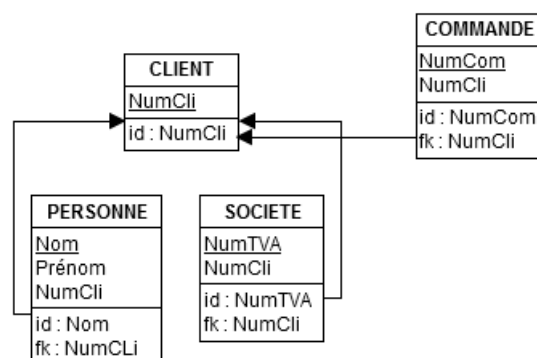 COMMANDE
NumCom
NumCli
id : NumCom
fk : NumCli
CLIENT
NumCli
id : NumCli
PERSONNE
Nom
Prénom
NumCli
id : Nom
fk : NumCLi
SOCIETE
NumTVA
NumCli
id : NumTVA
fk : NumCli